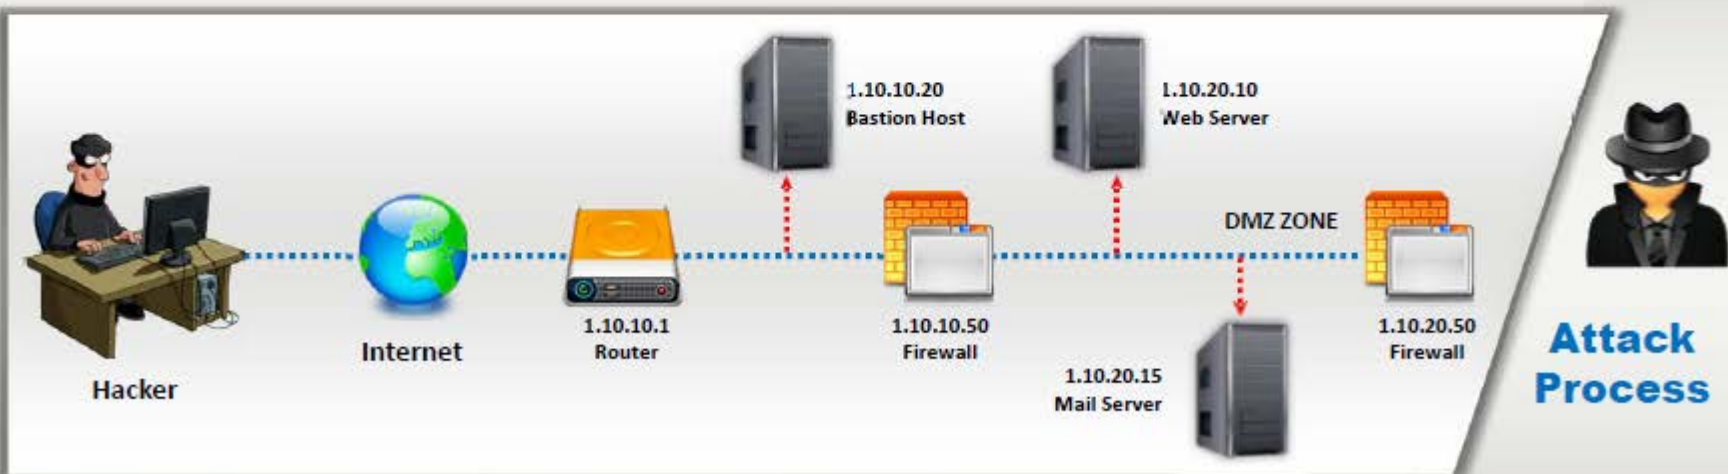 1.10.10.20
Bastion Host
1.10.20.10
Web Server
DMZ ZONE
Hacker
Internet
1.10.10.1
Router
1.10.10.50
Firewall
1.10.20.15
Mail Server
1.10.20.50
Firewall
Attack
Process